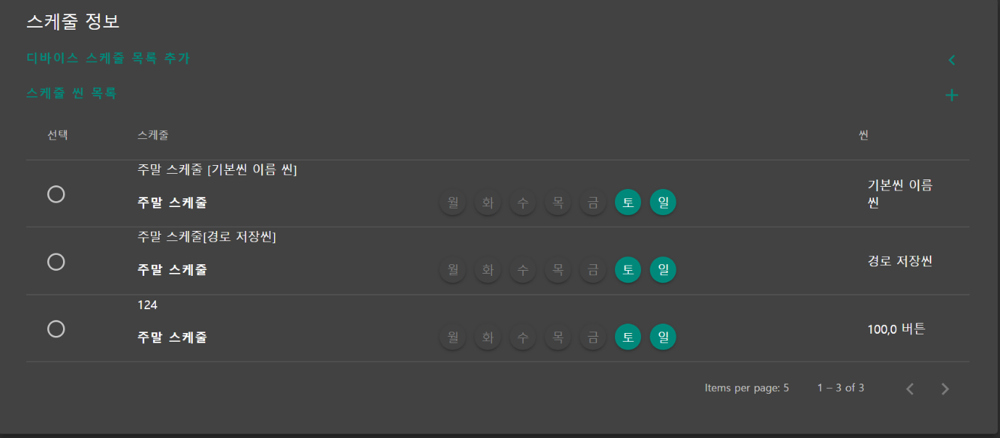 스케줄 정보
디바이스 스케줄 목록 추가
스케줄 씬 목록
선택 스케줄 씬
주말 스케줄 [기본씬 이름 씬]
주말 스케줄 월 화 수 목 금 토 일
기본씬 이름
씬
주말 스케줄[경로 저장씬]
주말 스케줄 월 화 수 목 금 토 일
경로 저장씬
124
주말 스케줄 월 화 수 목 금 토 일
100,0 버튼
Items per page: 5 1 – 3 of 3